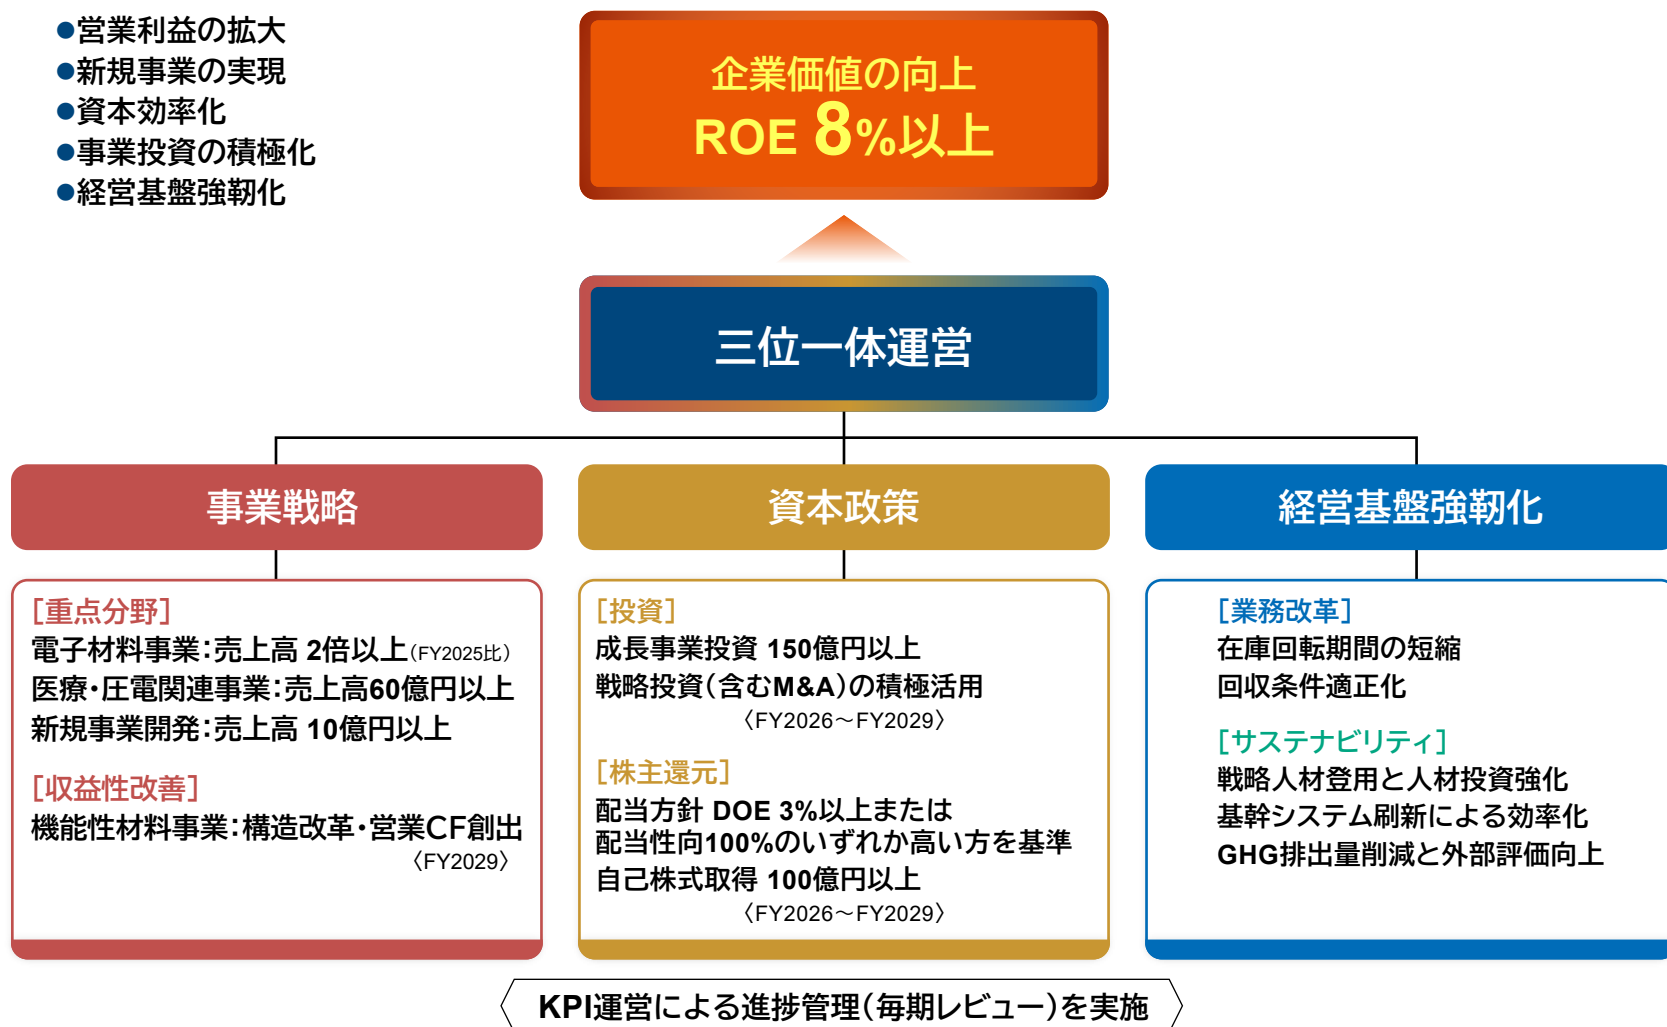 ●営業利益の拡大
●新規事業の実現
●資本効率化
●事業投資の積極化
●経営基盤強靭化
企業価値の向上
ROE 8%以上
三位一体運営
事業戦略
[重点分野]
電子材料事業：売上高 2倍以上（FY2025比）
医療・圧電関連事業：売上高60億円以上
新規事業開発：売上高 10億円以上
[収益性改善]
機能性材料事業：構造改革・営業CF創出
〈FY2029〉
資本政策
[投資]
成長事業投資 150億円以上
戦略投資（含むM&A）の積極活用
〈FY2026～FY2029〉
[株主還元]
配当方針 DOE 3%以上または
配当性向100%のいずれか高い方を基準
自己株式取得 100億円以上
〈FY2026～FY2029〉
経営基盤強靭化
[業務改革]
在庫回転期間の短縮
回収条件適正化
[サステナビリティ]
戦略人材登用と人材投資強化
基幹システム刷新による効率化
GHG排出量削減と外部評価向上
KPI運営による進捗管理（毎期レビュー）を実施